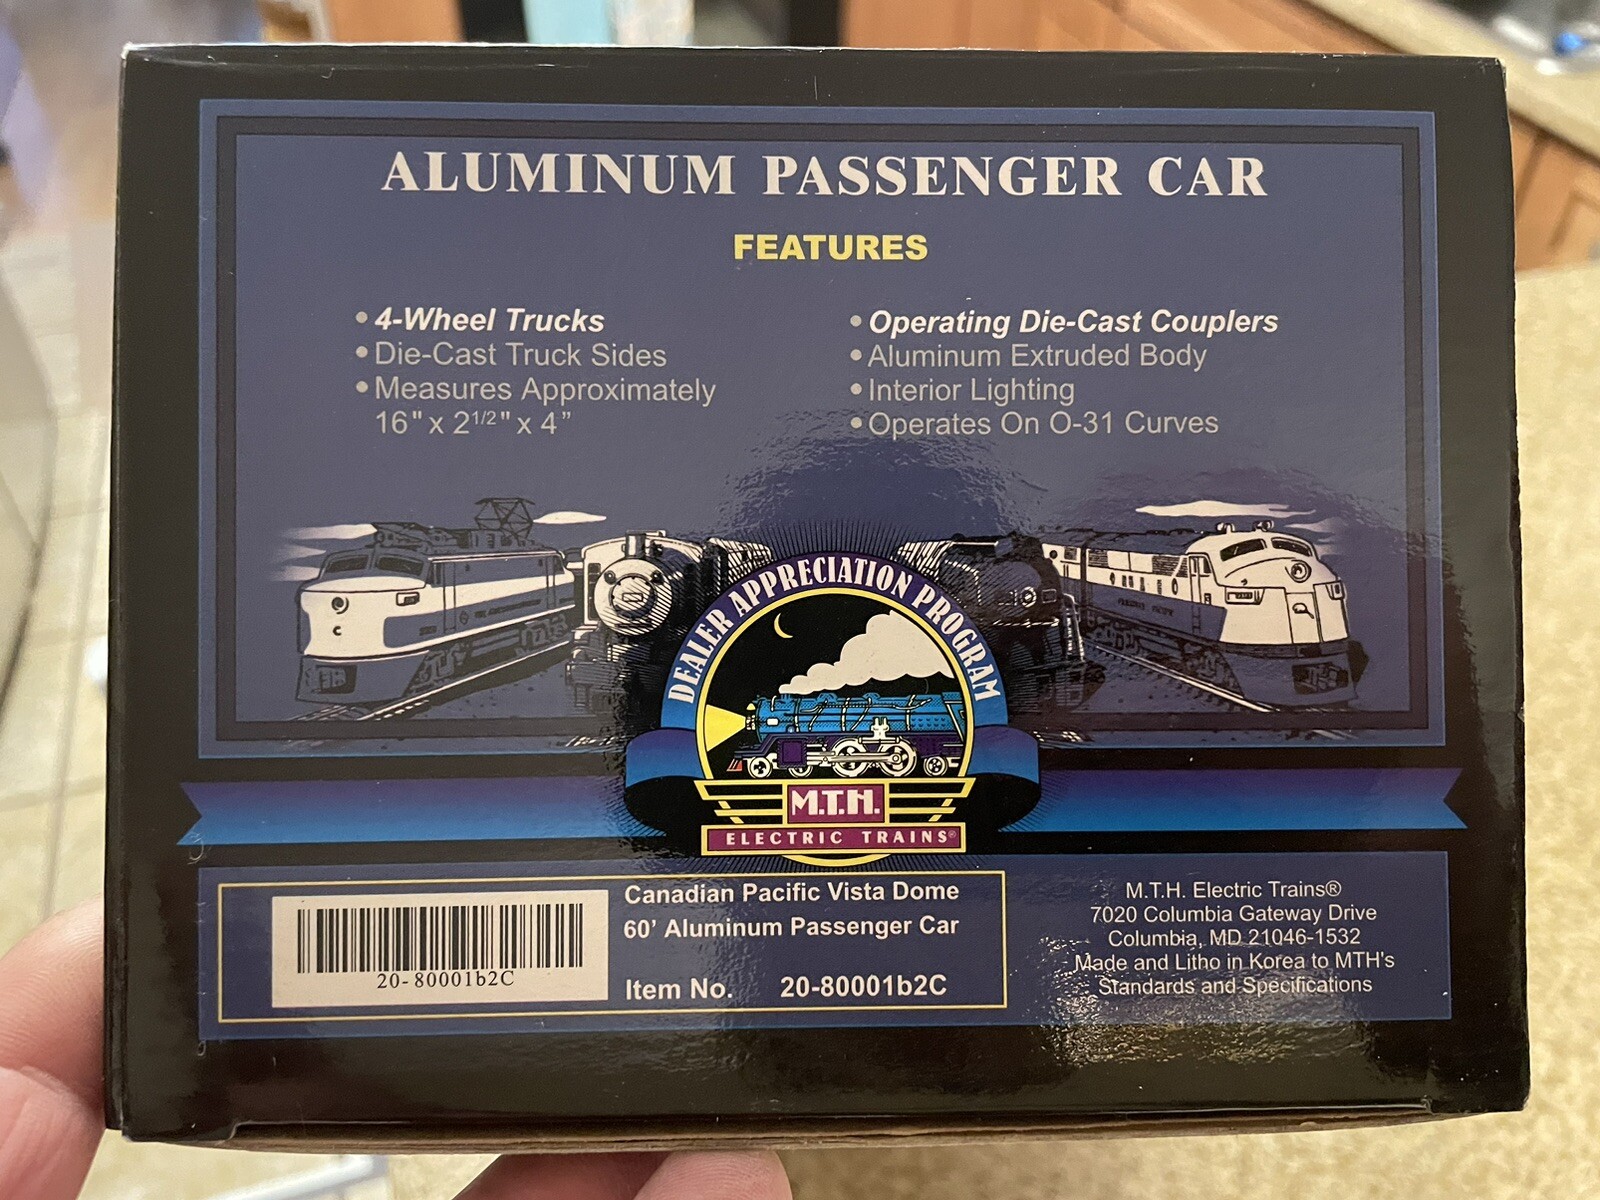 ALUMINUM PASSENGER CAR
FEATURES
• 4-Wheel Trucks
• Die-Cast Truck Sides
• Measures Approximately
16" x 2 1/2" x 4”
• Operating Die-Cast Couplers
• Aluminum Extruded Body
• Interior Lighting
• Operates On O-31 Curves
DEALER APPRECIATION PROGRAM
M.T.H.
ELECTRIC TRAINS®
20-80001b2C
Canadian Pacific Vista Dome
60’ Aluminum Passenger Car
Item No. 20-80001b2C
M.T.H. Electric Trains®
7020 Columbia Gateway Drive
Columbia, MD 21046-1532
Made and Litho in Korea to MTH's
Standards and Specifications